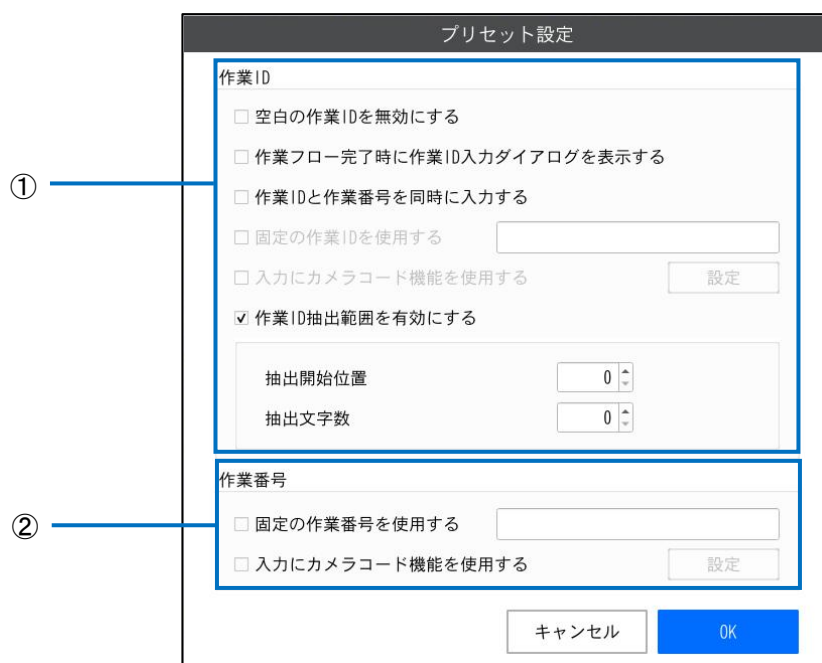 プリセット設定
作業ID
空白の作業IDを無効にする
作業フロー完了時に作業ID入力ダイアログを表示する
①
作業IDと作業番号を同時に入力する
固定の作業IDを使用する
入力にカメラコード機能を使用する 設定
作業ID抽出範囲を有効にする
抽出開始位置 0
抽出文字数 0
作業番号
②
固定の作業番号を使用する
入力にカメラコード機能を使用する 設定
キャンセル OK